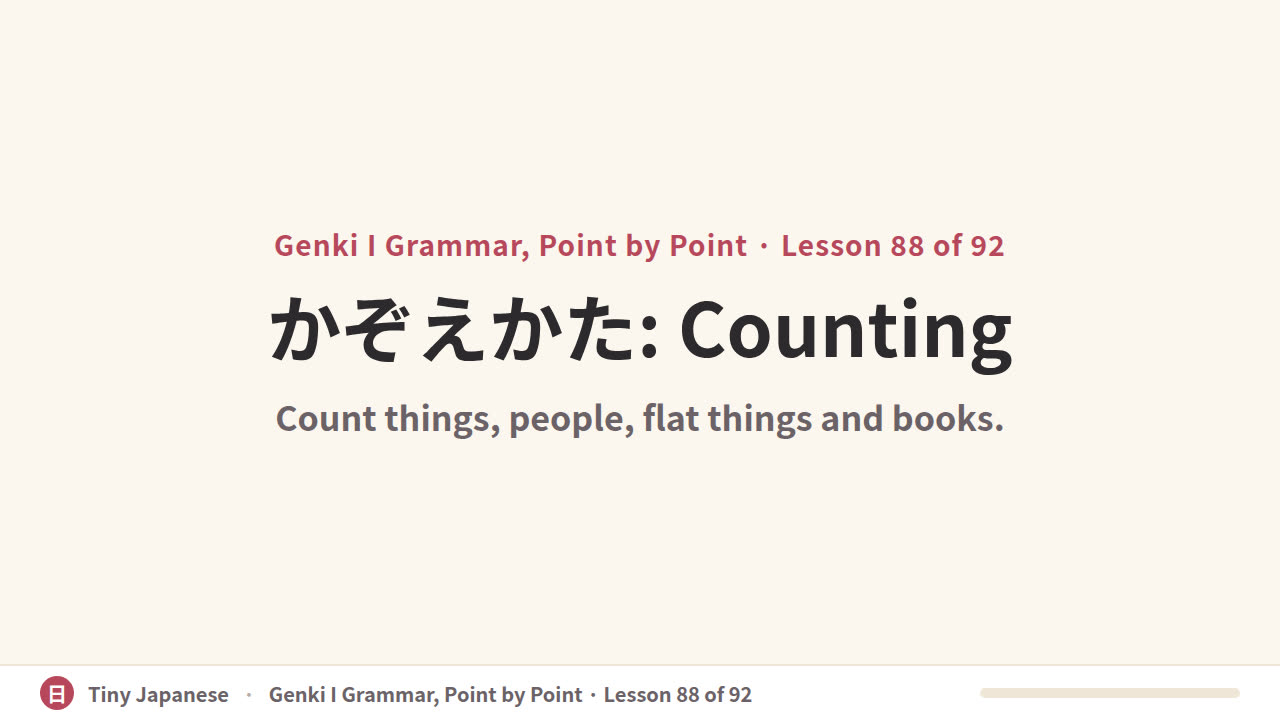 Genki I Grammar, Point by Point · Lesson 88 of 92
かぞえかた: Counting
Count things, people, flat things and books.
日 Tiny Japanese · Genki I Grammar, Point by Point · Lesson 88 of 92